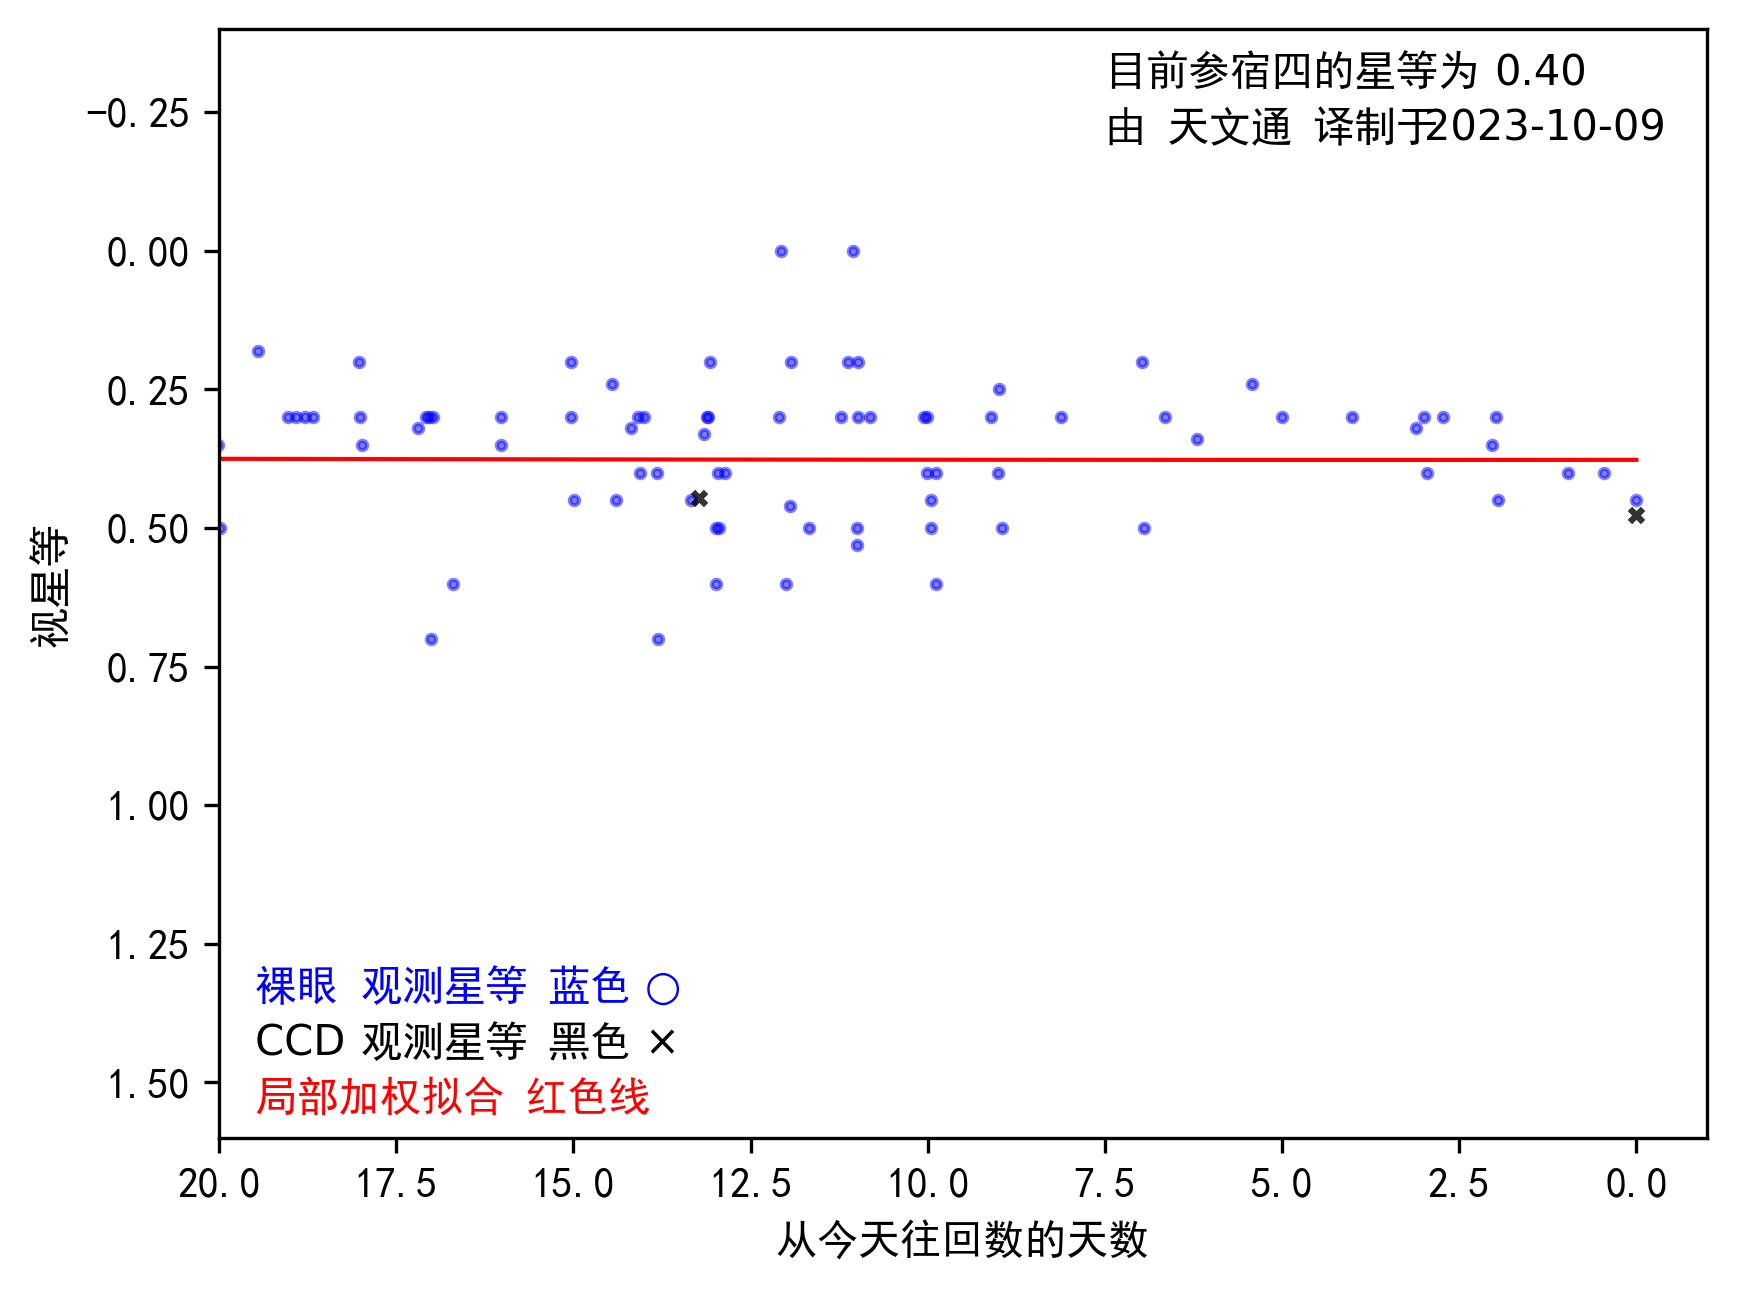 目前参宿四的星等为 0.40
由 天文通 译制于2023-10-09
视星等
−0.25
0.00
0.25
0.50
0.75
1.00
1.25
1.50
裸眼 观测星等 蓝色 ○
CCD 观测星等 黑色 ×
局部加权拟合 红色线
20.0 17.5 15.0 12.5 10.0 7.5 5.0 2.5 0.0
从今天往回数的天数